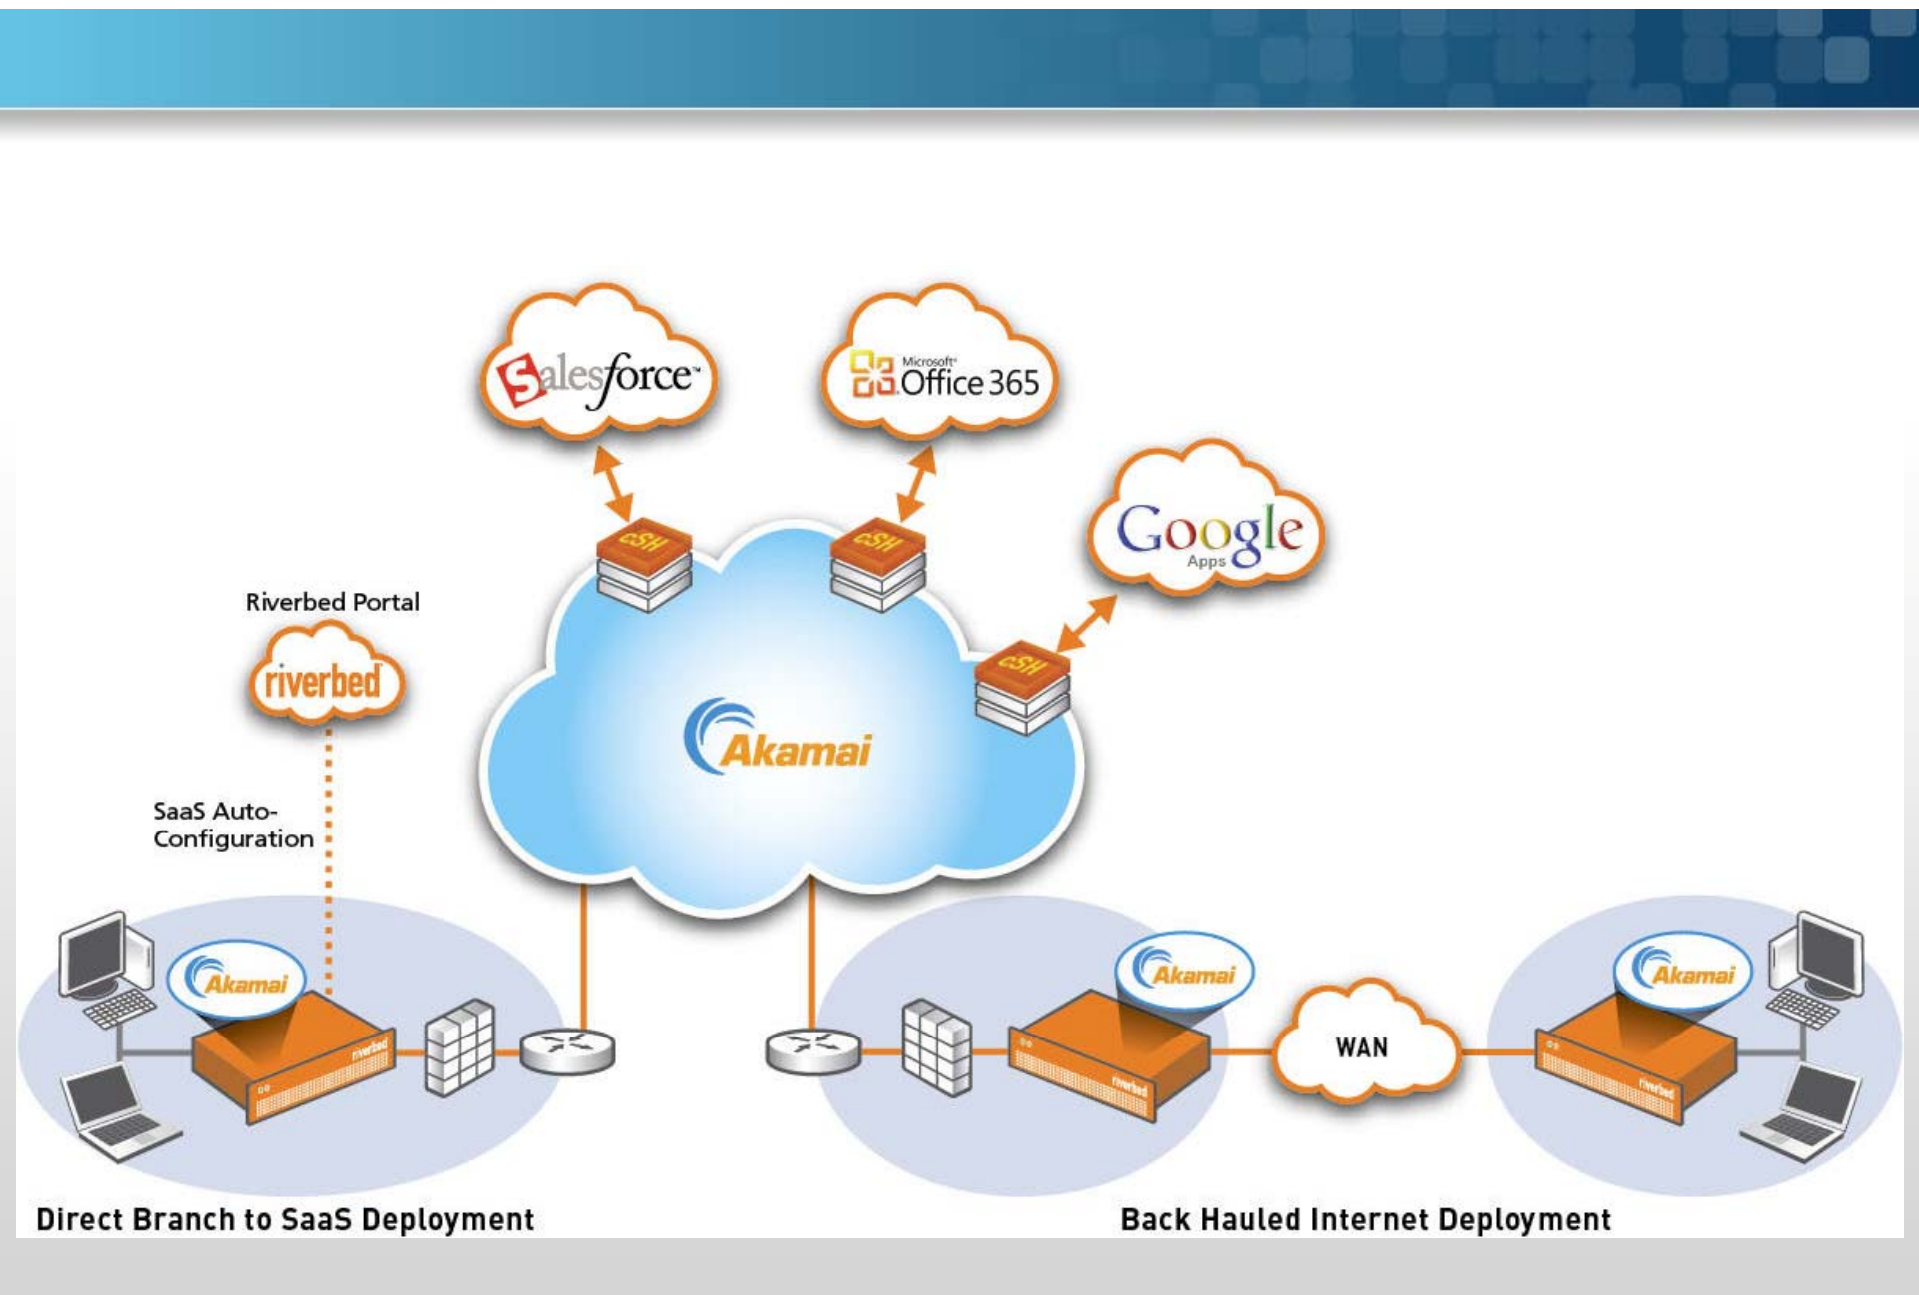 Salesforce™
Microsoft®
Office 365
Google
Apps
cSH
cSH
cSH
Riverbed Portal
riverbed
Akamai
SaaS Auto-
Configuration
Akamai
riverbed
Akamai
riverbed
WAN
Akamai
riverbed
Direct Branch to SaaS Deployment
Back Hauled Internet Deployment